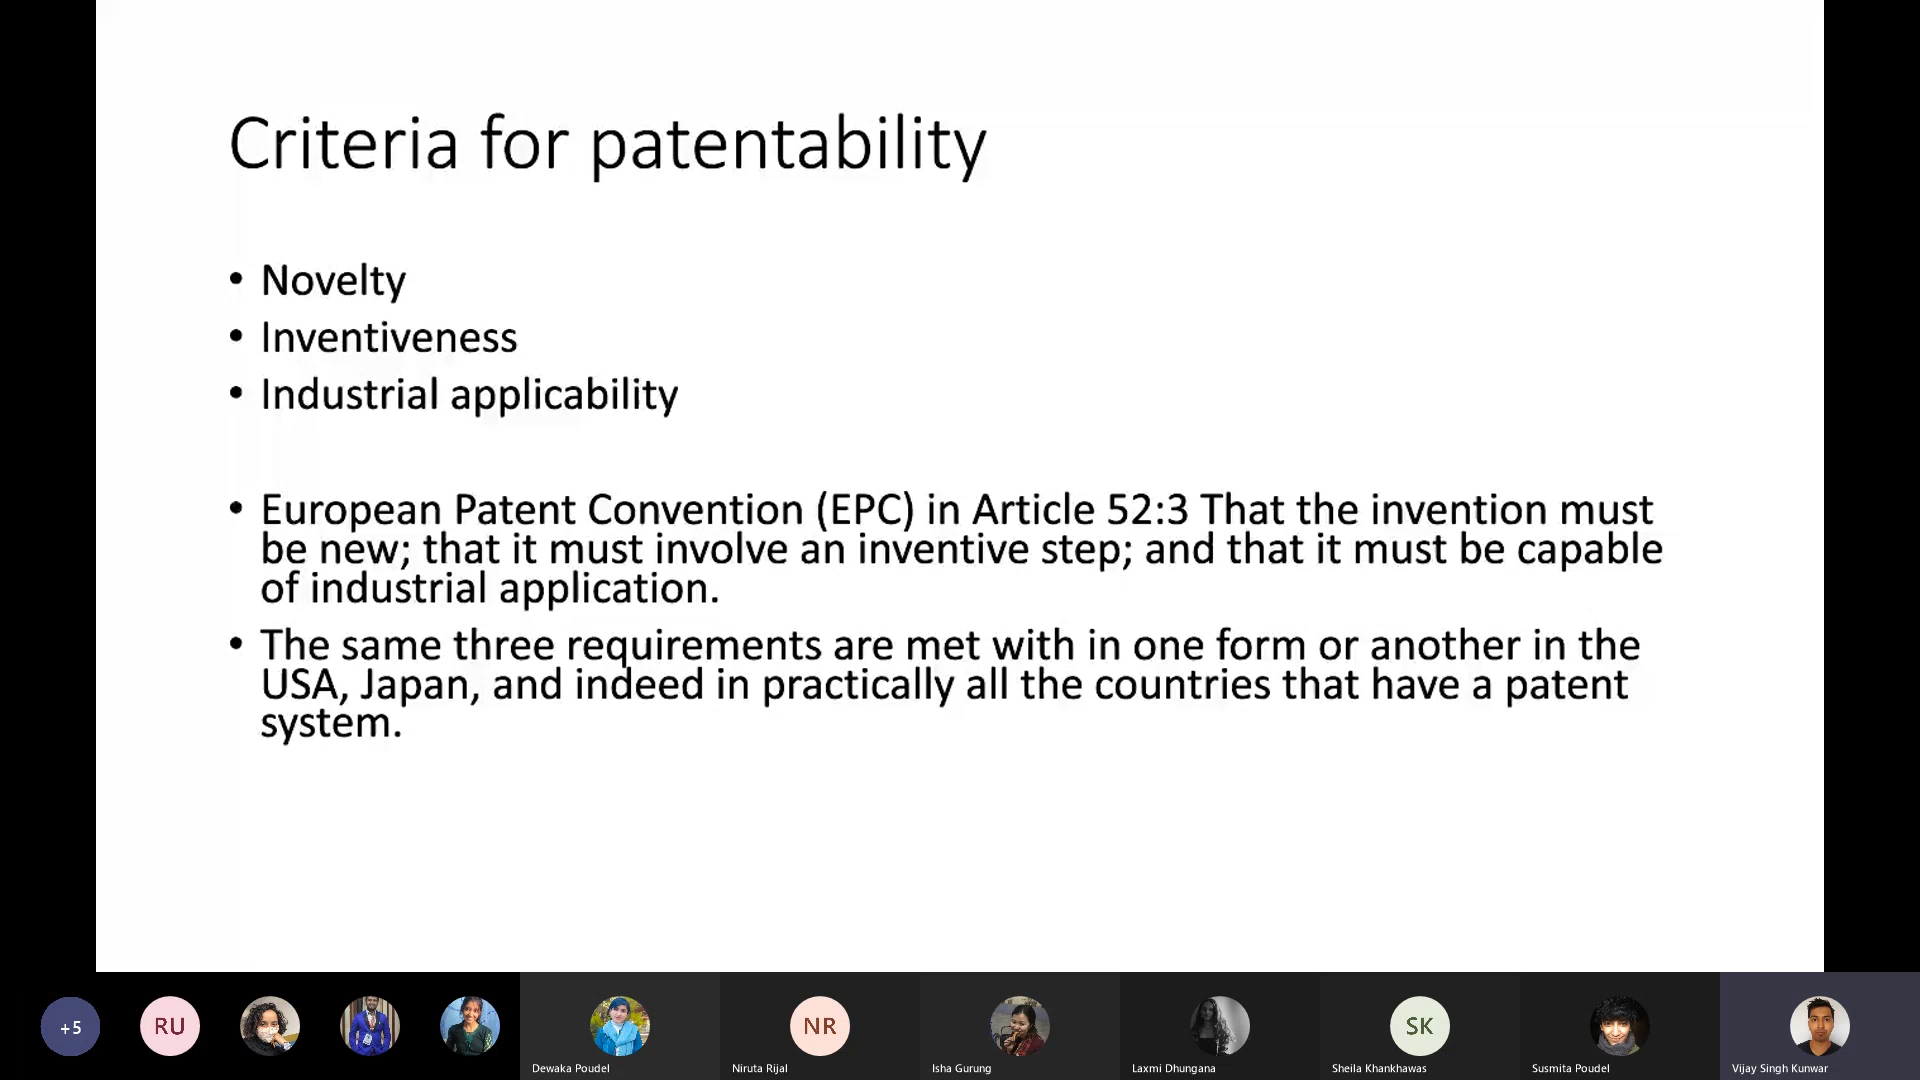 Criteria for patentability
• Novelty
• Inventiveness
• Industrial applicability
• European Patent Convention (EPC) in Article 52:3 That the invention must
be new; that it must involve an inventive step; and that it must be capable
of industrial application.
• The same three requirements are met with in one form or another in the
USA, Japan, and indeed in practically all the countries that have a patent
system.
+5
RU
NR
SK
Dewaka Poudel
Niruta Rijal
Isha Gurung
Laxmi Dhungana
Sheila Khankhawas
Susmita Poudel
Vijay Singh Kunwar